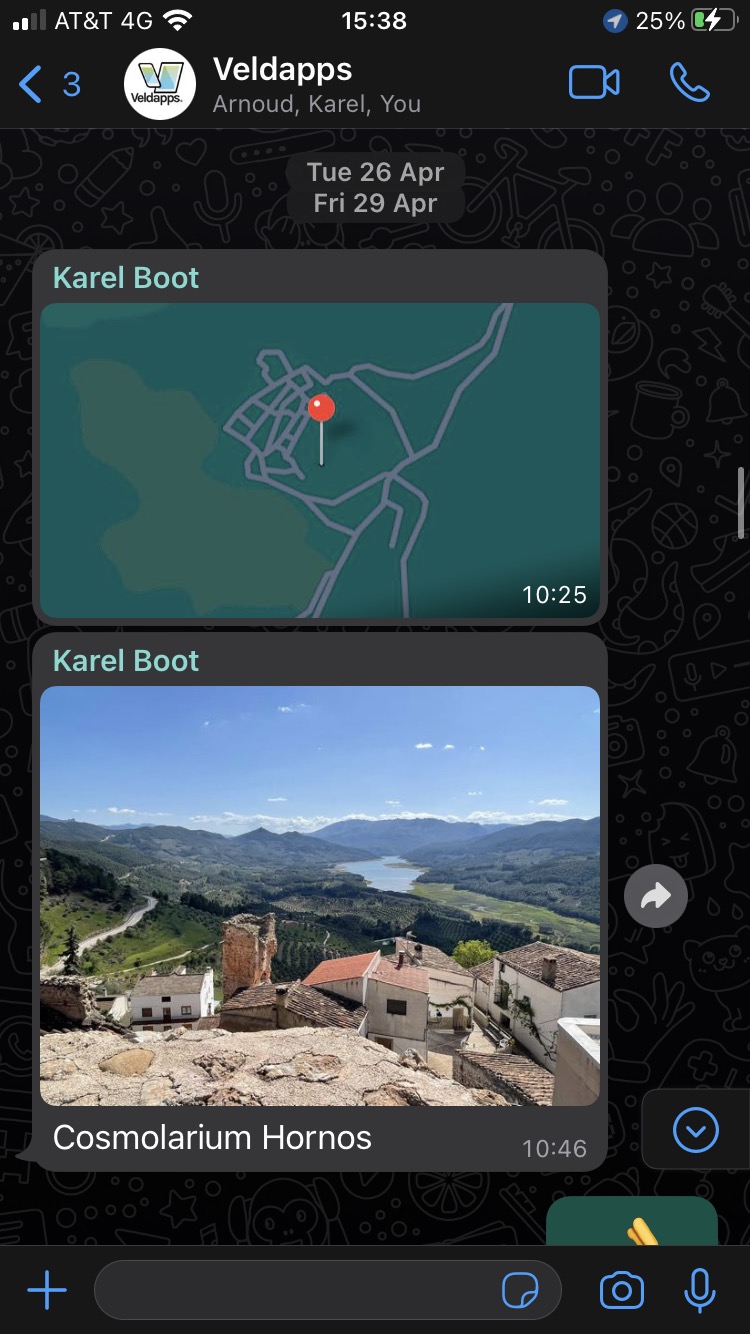 AT&T 4G 15:38 25%
3 Veldapps
Veldapps.
Arnoud, Karel, You
Tue 26 Apr
Fri 29 Apr
Karel Boot
10:25
Karel Boot
Cosmolarium Hornos
10:46